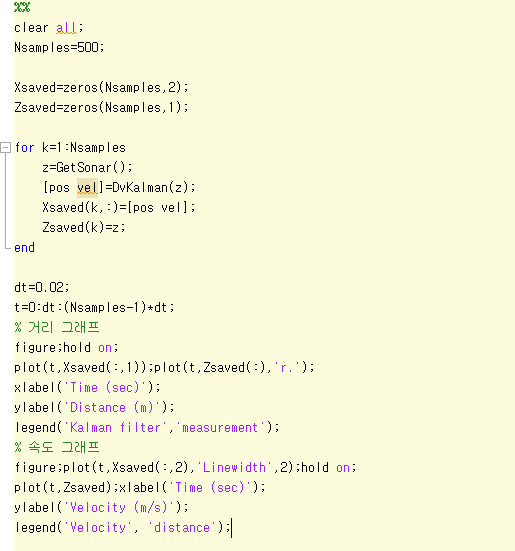 %%
clear all;
Nsamples=500;
Xsaved=zeros(Nsamples,2);
Zsaved=zeros(Nsamples,1);
for k=1:Nsamples
z=GetSonar();
[pos vel]=DvKalman(z);
Xsaved(k,:)=[pos vel];
Zsaved(k)=z;
end
dt=0.02;
t=0:dt:(Nsamples-1)*dt;
% 거리 그래프
figure;hold on;
plot(t,Xsaved(:,1));plot(t,Zsaved(:),'r.');
xlabel('Time (sec)');
ylabel('Distance (m)');
legend('Kalman filter','measurement');
% 속도 그래프
figure;plot(t,Xsaved(:,2),'Linewidth',2);hold on;
plot(t,Zsaved);xlabel('Time (sec)');
ylabel('Velocity (m/s)');
legend('Velocity', 'distance');